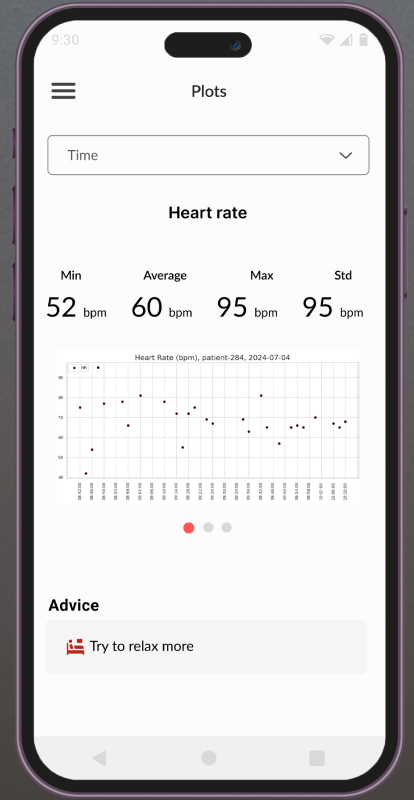 9:30
Plots
Time
Heart rate
Min Average Max Std
52 bpm 60 bpm 95 bpm 95 bpm
Heart Rate (bpm), patient-284, 2024-07-04
HR
90
80
70
60
50
40
Advice
Try to relax more